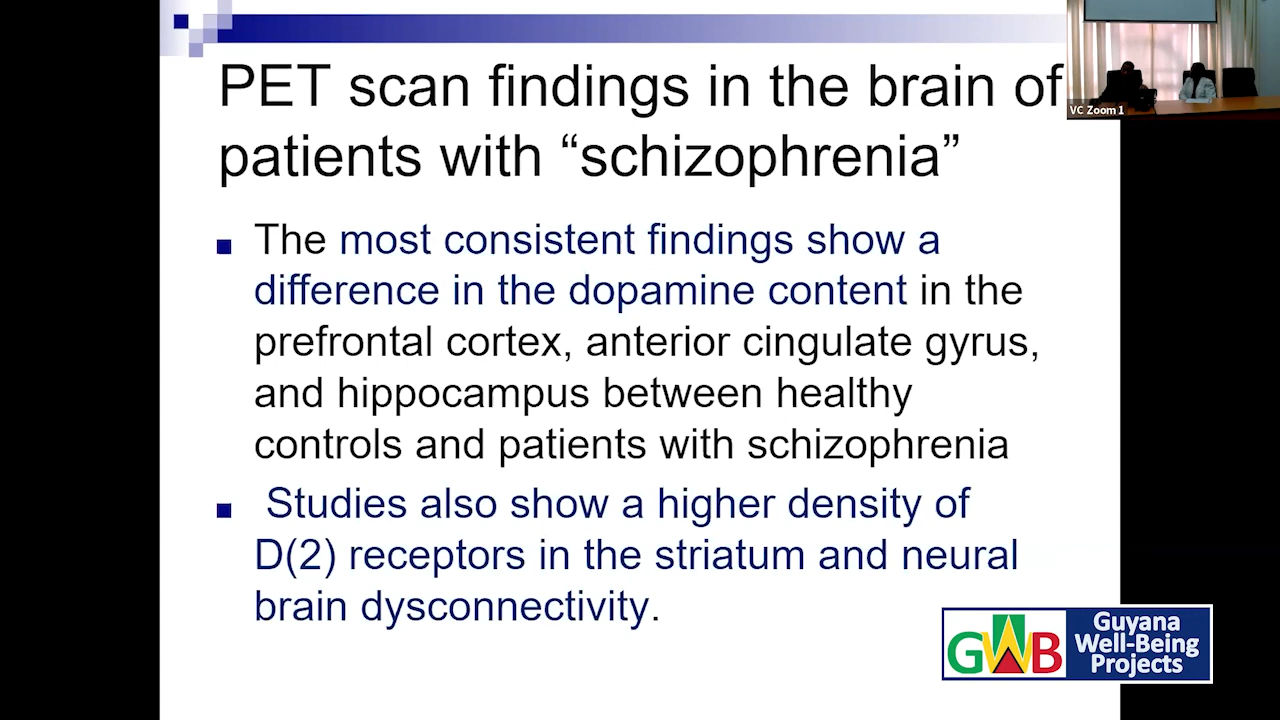 PET scan findings in the brain of
patients with “schizophrenia”
VC Zoom 1
The most consistent findings show a
difference in the dopamine content in the
prefrontal cortex, anterior cingulate gyrus,
and hippocampus between healthy
controls and patients with schizophrenia
Studies also show a higher density of
D(2) receptors in the striatum and neural
brain dysconnectivity.
GWB
Guyana
Well-Being
Projects